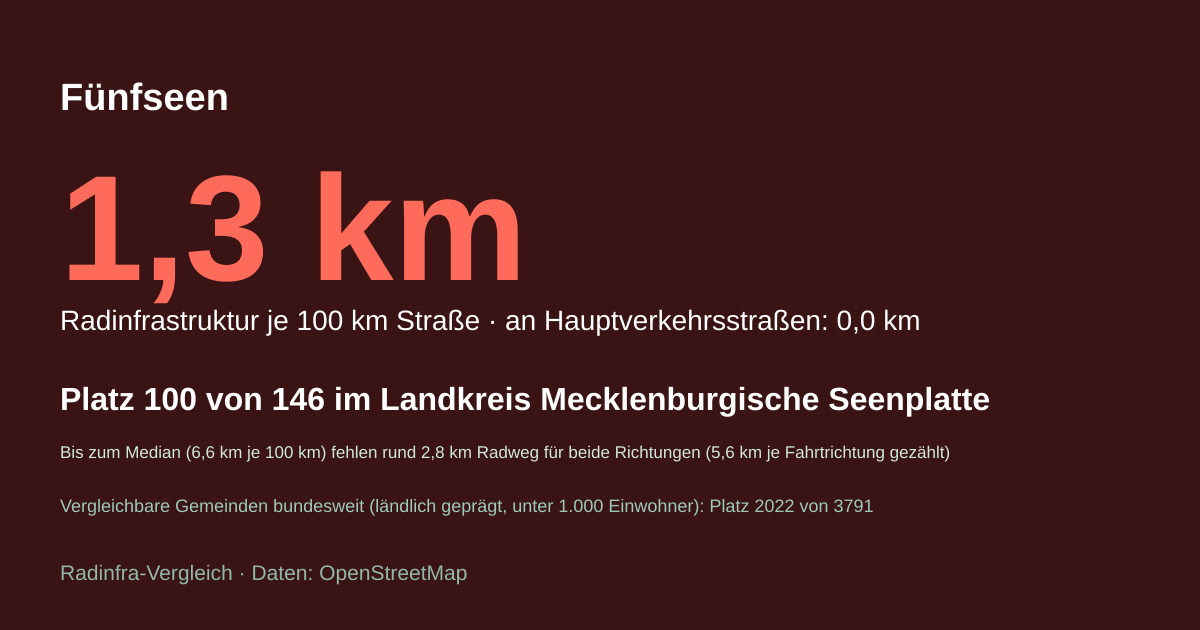 Fünfseen
1,3 km
Radinfrastruktur je 100 km Straße · an Hauptverkehrsstraßen: 0,0 km
Platz 100 von 146 im Landkreis Mecklenburgische Seenplatte
Bis zum Median (6,6 km je 100 km) fehlen rund 2,8 km Radweg für beide Richtungen (5,6 km je Fahrtrichtung gezählt)
Vergleichbare Gemeinden bundesweit (ländlich geprägt, unter 1.000 Einwohner): Platz 2022 von 3791
Radinfra-Vergleich · Daten: OpenStreetMap